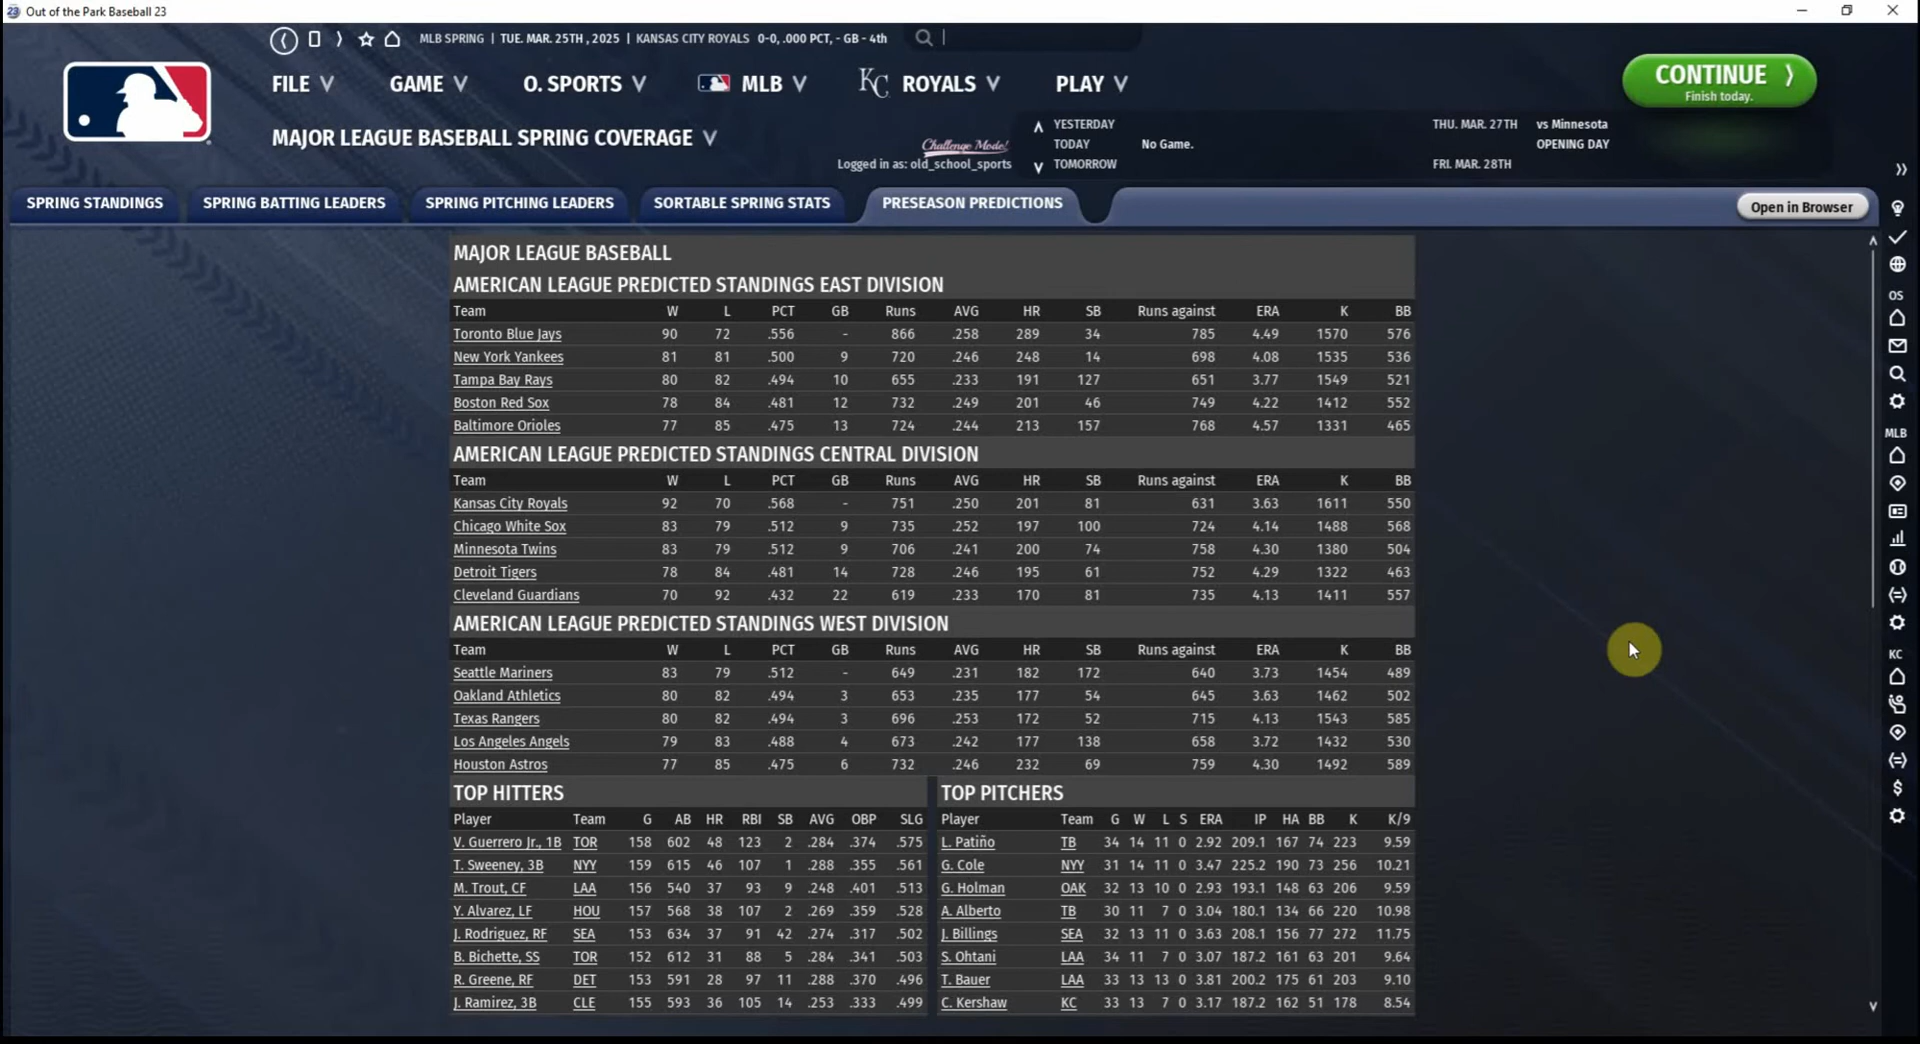 23 Out of the Park Baseball 23
MLB SPRING | TUE. MAR. 25TH , 2025 | KANSAS CITY ROYALS 0-0, .000 PCT, - GB - 4th
FILE GAME O. SPORTS MLB KC ROYALS PLAY
CONTINUE
Finish today.
MAJOR LEAGUE BASEBALL SPRING COVERAGE
Challenge Mode!
Logged in as: old_school_sports
YESTERDAY
TODAY No Game.
TOMORROW
THU. MAR. 27TH vs Minnesota
OPENING DAY
FRI. MAR. 28TH
SPRING STANDINGS SPRING BATTING LEADERS SPRING PITCHING LEADERS SORTABLE SPRING STATS PRESEASON PREDICTIONS
Open in Browser
MAJOR LEAGUE BASEBALL
AMERICAN LEAGUE PREDICTED STANDINGS EAST DIVISION
Team W L PCT GB Runs AVG HR SB Runs against ERA K BB
Toronto Blue Jays 90 72 .556 - 866 .258 289 34 785 4.49 1570 576
New York Yankees 81 81 .500 9 720 .246 248 14 698 4.08 1535 536
Tampa Bay Rays 80 82 .494 10 655 .233 191 127 651 3.77 1549 521
Boston Red Sox 78 84 .481 12 732 .249 201 46 749 4.22 1412 552
Baltimore Orioles 77 85 .475 13 724 .244 213 157 768 4.57 1331 465
AMERICAN LEAGUE PREDICTED STANDINGS CENTRAL DIVISION
Team W L PCT GB Runs AVG HR SB Runs against ERA K BB
Kansas City Royals 92 70 .568 - 751 .250 201 81 631 3.63 1611 550
Chicago White Sox 83 79 .512 9 735 .252 197 100 724 4.14 1488 568
Minnesota Twins 83 79 .512 9 706 .241 200 74 758 4.30 1380 504
Detroit Tigers 78 84 .481 14 728 .246 195 61 752 4.29 1322 463
Cleveland Guardians 70 92 .432 22 619 .233 170 81 735 4.13 1411 557
AMERICAN LEAGUE PREDICTED STANDINGS WEST DIVISION
Team W L PCT GB Runs AVG HR SB Runs against ERA K BB
Seattle Mariners 83 79 .512 - 649 .231 182 172 640 3.73 1454 489
Oakland Athletics 80 82 .494 3 653 .235 177 54 645 3.63 1462 502
Texas Rangers 80 82 .494 3 696 .253 172 52 715 4.13 1543 585
Los Angeles Angels 79 83 .488 4 673 .242 177 138 658 3.72 1432 530
Houston Astros 77 85 .475 6 732 .246 232 69 759 4.30 1492 589
TOP HITTERS
Player Team G AB HR RBI SB AVG OBP SLG
V. Guerrero Jr., 1B TOR 158 602 48 123 2 .284 .374 .575
T. Sweeney, 3B NYY 159 615 46 107 1 .288 .355 .561
M. Trout, CF LAA 156 540 37 93 9 .248 .401 .513
Y. Alvarez, LF HOU 157 568 38 107 2 .269 .359 .528
J. Rodriguez, RF SEA 153 634 37 91 42 .274 .317 .502
B. Bichette, SS TOR 152 612 31 88 5 .284 .341 .503
R. Greene, RF DET 153 591 28 97 11 .288 .370 .496
J. Ramirez, 3B CLE 155 593 36 105 14 .253 .333 .499
TOP PITCHERS
Player Team G W L S ERA IP HA BB K K/9
L. Patiño TB 34 14 11 0 2.92 209.1 167 74 223 9.59
G. Cole NYY 31 14 11 0 3.47 225.2 190 73 256 10.21
G. Holman OAK 32 13 10 0 2.93 193.1 148 63 206 9.59
A. Alberto TB 30 11 7 0 3.04 180.1 134 66 220 10.98
J. Billings SEA 32 13 11 0 3.63 208.1 156 77 272 11.75
S. Ohtani LAA 34 11 7 0 3.07 187.2 161 63 201 9.64
T. Bauer LAA 33 13 13 0 3.81 200.2 175 61 203 9.10
C. Kershaw KC 33 13 7 0 3.17 187.2 162 51 178 8.54
OS
MLB
KC
$